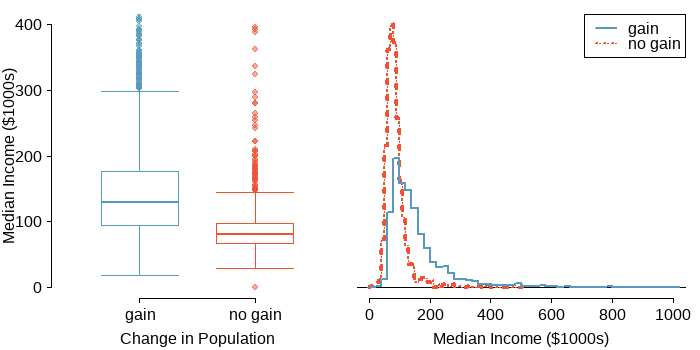 400
300
200
100
0
Median Income ($1000s)
gain
no gain
Change in Population
gain
no gain
0
200
400
600
800
1000
Median Income ($1000s)